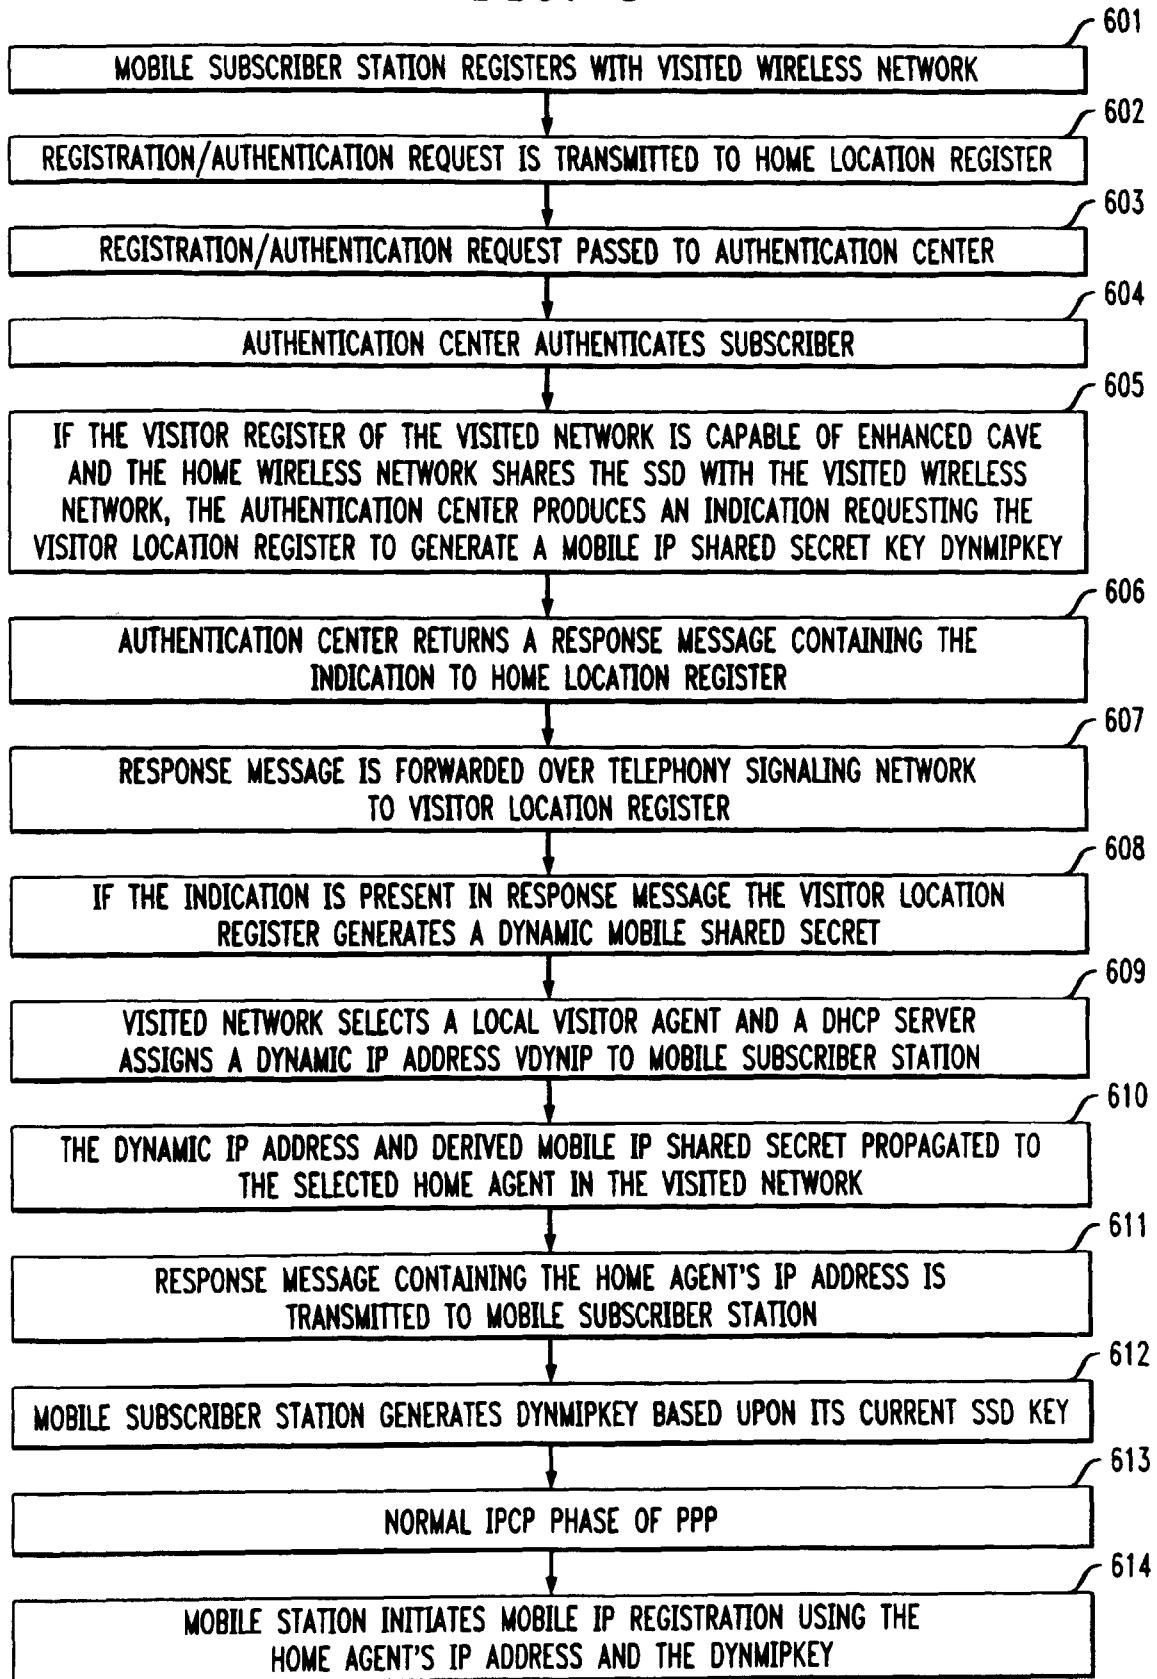 601
MOBILE SUBSCRIBER STATION REGISTERS WITH VISITED WIRELESS NETWORK
602
REGISTRATION/AUTHENTICATION REQUEST IS TRANSMITTED TO HOME LOCATION REGISTER
603
REGISTRATION/AUTHENTICATION REQUEST PASSED TO AUTHENTICATION CENTER
604
AUTHENTICATION CENTER AUTHENTICATES SUBSCRIBER
605
IF THE VISITOR REGISTER OF THE VISITED NETWORK IS CAPABLE OF ENHANCED CAVE
AND THE HOME WIRELESS NETWORK SHARES THE SSD WITH THE VISITED WIRELESS
NETWORK, THE AUTHENTICATION CENTER PRODUCES AN INDICATION REQUESTING THE
VISITOR LOCATION REGISTER TO GENERATE A MOBILE IP SHARED SECRET KEY DYNMIPKEY
606
AUTHENTICATION CENTER RETURNS A RESPONSE MESSAGE CONTAINING THE
INDICATION TO HOME LOCATION REGISTER
607
RESPONSE MESSAGE IS FORWARDED OVER TELEPHONY SIGNALING NETWORK
TO VISITOR LOCATION REGISTER
608
IF THE INDICATION IS PRESENT IN RESPONSE MESSAGE THE VISITOR LOCATION
REGISTER GENERATES A DYNAMIC MOBILE SHARED SECRET
609
VISITED NETWORK SELECTS A LOCAL VISITOR AGENT AND A DHCP SERVER
ASSIGNS A DYNAMIC IP ADDRESS VDYNIP TO MOBILE SUBSCRIBER STATION
610
THE DYNAMIC IP ADDRESS AND DERIVED MOBILE IP SHARED SECRET PROPAGATED TO
THE SELECTED HOME AGENT IN THE VISITED NETWORK
611
RESPONSE MESSAGE CONTAINING THE HOME AGENT'S IP ADDRESS IS
TRANSMITTED TO MOBILE SUBSCRIBER STATION
612
MOBILE SUBSCRIBER STATION GENERATES DYNMIPKEY BASED UPON ITS CURRENT SSD KEY
613
NORMAL IPCP PHASE OF PPP
614
MOBILE STATION INITIATES MOBILE IP REGISTRATION USING THE
HOME AGENT'S IP ADDRESS AND THE DYNMIPKEY